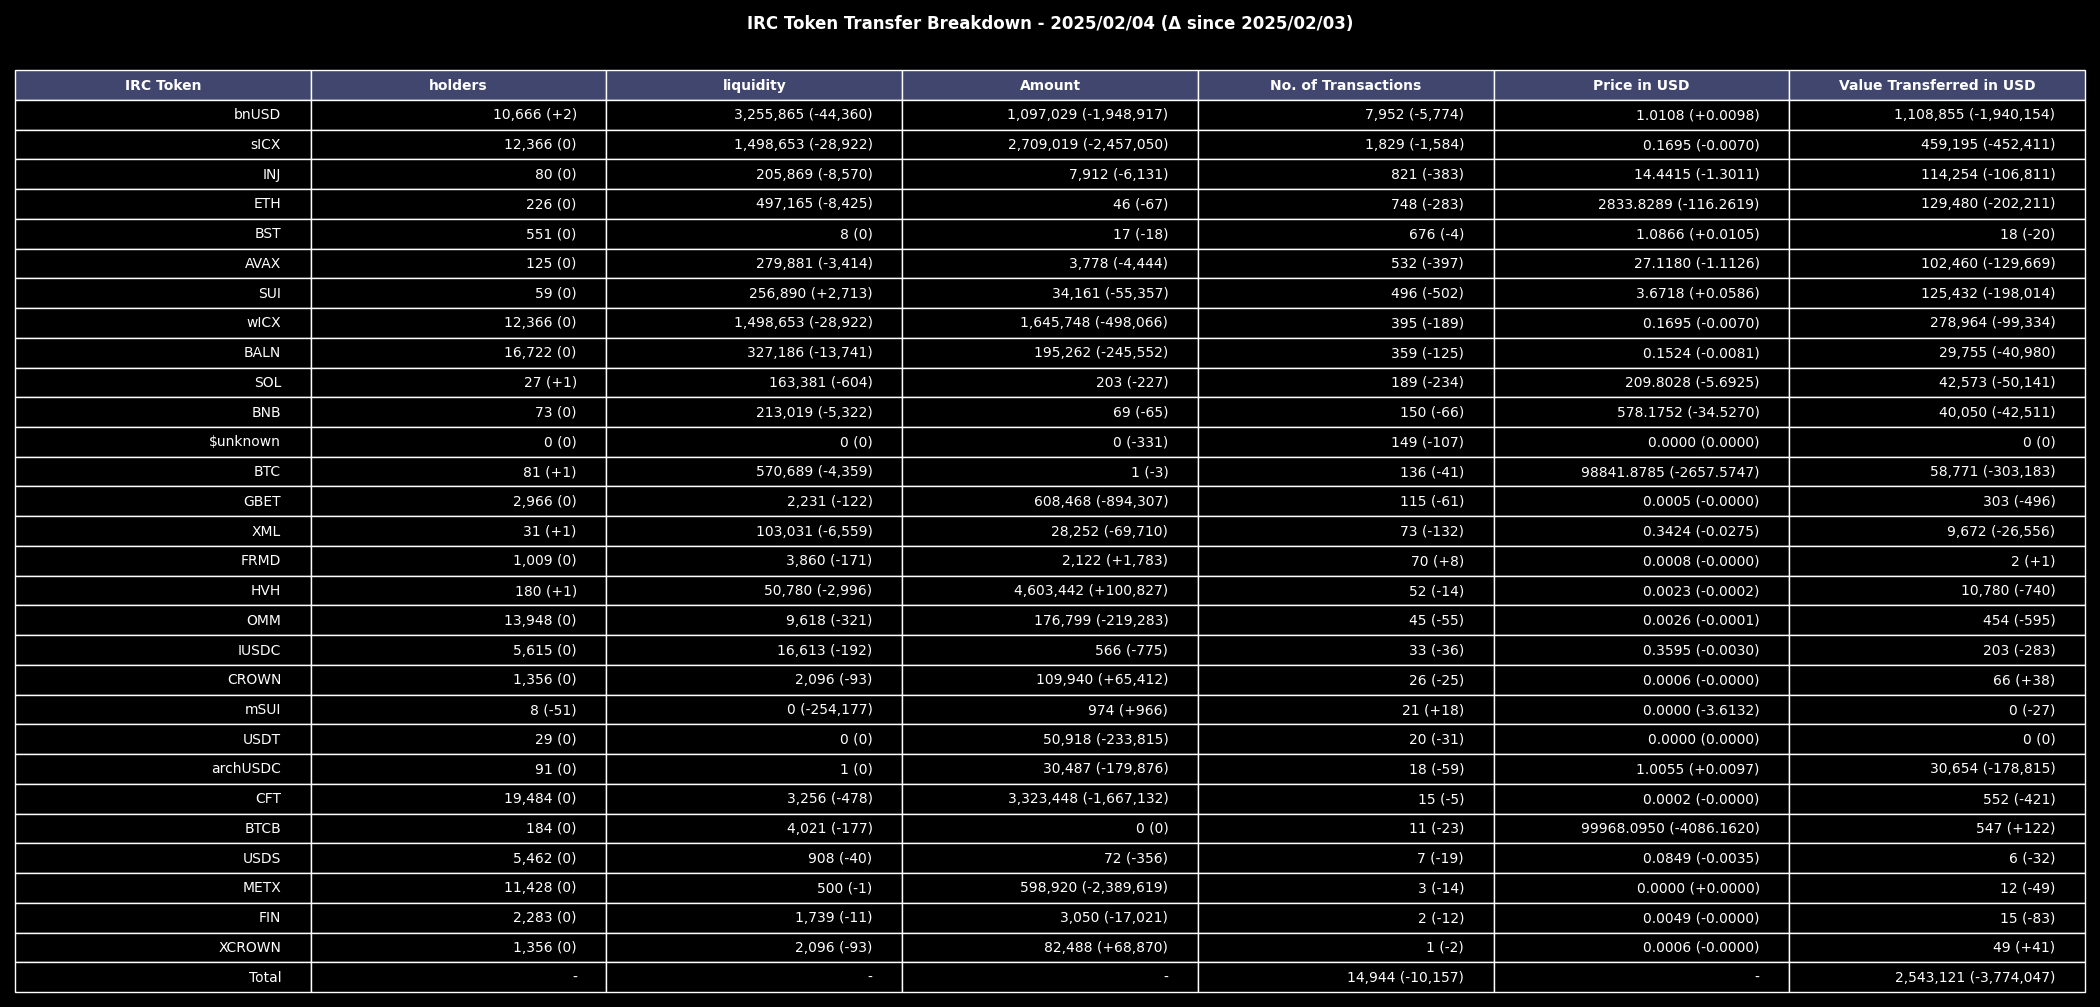 IRC Token Transfer Breakdown - 2025/02/04 (Δ since 2025/02/03)
IRC Token holders liquidity Amount No. of Transactions Price in USD Value Transferred in USD
bnUSD 10,666 (+2) 3,255,865 (-44,360) 1,097,029 (-1,948,917) 7,952 (-5,774) 1.0108 (+0.0098) 1,108,855 (-1,940,154)
sICX 12,366 (0) 1,498,653 (-28,922) 2,709,019 (-2,457,050) 1,829 (-1,584) 0.1695 (-0.0070) 459,195 (-452,411)
INJ 80 (0) 205,869 (-8,570) 7,912 (-6,131) 821 (-383) 14.4415 (-1.3011) 114,254 (-106,811)
ETH 226 (0) 497,165 (-8,425) 46 (-67) 748 (-283) 2833.8289 (-116.2619) 129,480 (-202,211)
BST 551 (0) 8 (0) 17 (-18) 676 (-4) 1.0866 (+0.0105) 18 (-20)
AVAX 125 (0) 279,881 (-3,414) 3,778 (-4,444) 532 (-397) 27.1180 (-1.1126) 102,460 (-129,669)
SUI 59 (0) 256,890 (+2,713) 34,161 (-55,357) 496 (-502) 3.6718 (+0.0586) 125,432 (-198,014)
wICX 12,366 (0) 1,498,653 (-28,922) 1,645,748 (-498,066) 395 (-189) 0.1695 (-0.0070) 278,964 (-99,334)
BALN 16,722 (0) 327,186 (-13,741) 195,262 (-245,552) 359 (-125) 0.1524 (-0.0081) 29,755 (-40,980)
SOL 27 (+1) 163,381 (-604) 203 (-227) 189 (-234) 209.8028 (-5.6925) 42,573 (-50,141)
BNB 73 (0) 213,019 (-5,322) 69 (-65) 150 (-66) 578.1752 (-34.5270) 40,050 (-42,511)
$unknown 0 (0) 0 (0) 0 (-331) 149 (-107) 0.0000 (0.0000) 0 (0)
BTC 81 (+1) 570,689 (-4,359) 1 (-3) 136 (-41) 98841.8785 (-2657.5747) 58,771 (-303,183)
GBET 2,966 (0) 2,231 (-122) 608,468 (-894,307) 115 (-61) 0.0005 (-0.0000) 303 (-496)
XML 31 (+1) 103,031 (-6,559) 28,252 (-69,710) 73 (-132) 0.3424 (-0.0275) 9,672 (-26,556)
FRMD 1,009 (0) 3,860 (-171) 2,122 (+1,783) 70 (+8) 0.0008 (-0.0000) 2 (+1)
HVH 180 (+1) 50,780 (-2,996) 4,603,442 (+100,827) 52 (-14) 0.0023 (-0.0002) 10,780 (-740)
OMM 13,948 (0) 9,618 (-321) 176,799 (-219,283) 45 (-55) 0.0026 (-0.0001) 454 (-595)
IUSDC 5,615 (0) 16,613 (-192) 566 (-775) 33 (-36) 0.3595 (-0.0030) 203 (-283)
CROWN 1,356 (0) 2,096 (-93) 109,940 (+65,412) 26 (-25) 0.0006 (-0.0000) 66 (+38)
mSUI 8 (-51) 0 (-254,177) 974 (+966) 21 (+18) 0.0000 (-3.6132) 0 (-27)
USDT 29 (0) 0 (0) 50,918 (-233,815) 20 (-31) 0.0000 (0.0000) 0 (0)
archUSDC 91 (0) 1 (0) 30,487 (-179,876) 18 (-59) 1.0055 (+0.0097) 30,654 (-178,815)
CFT 19,484 (0) 3,256 (-478) 3,323,448 (-1,667,132) 15 (-5) 0.0002 (-0.0000) 552 (-421)
BTCB 184 (0) 4,021 (-177) 0 (0) 11 (-23) 99968.0950 (-4086.1620) 547 (+122)
USDS 5,462 (0) 908 (-40) 72 (-356) 7 (-19) 0.0849 (-0.0035) 6 (-32)
METX 11,428 (0) 500 (-1) 598,920 (-2,389,619) 3 (-14) 0.0000 (+0.0000) 12 (-49)
FIN 2,283 (0) 1,739 (-11) 3,050 (-17,021) 2 (-12) 0.0049 (-0.0000) 15 (-83)
XCROWN 1,356 (0) 2,096 (-93) 82,488 (+68,870) 1 (-2) 0.0006 (-0.0000) 49 (+41)
Total - - - 14,944 (-10,157) - 2,543,121 (-3,774,047)